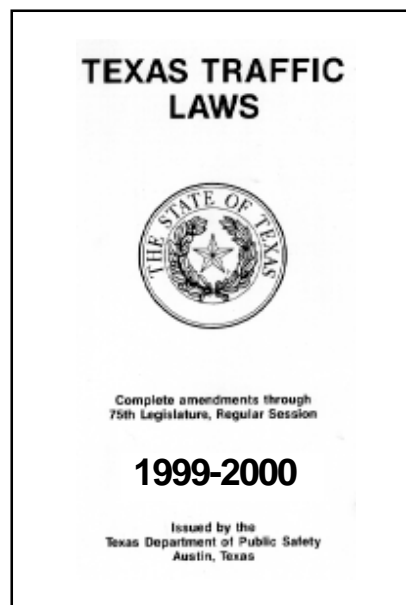 TEXAS TRAFFIC
LAWS
THE STATE OF TEXAS
Complete amendments through
75th Legislature, Regular Session
1999-2000
Issued by the
Texas Department of Public Safety
Austin, Texas